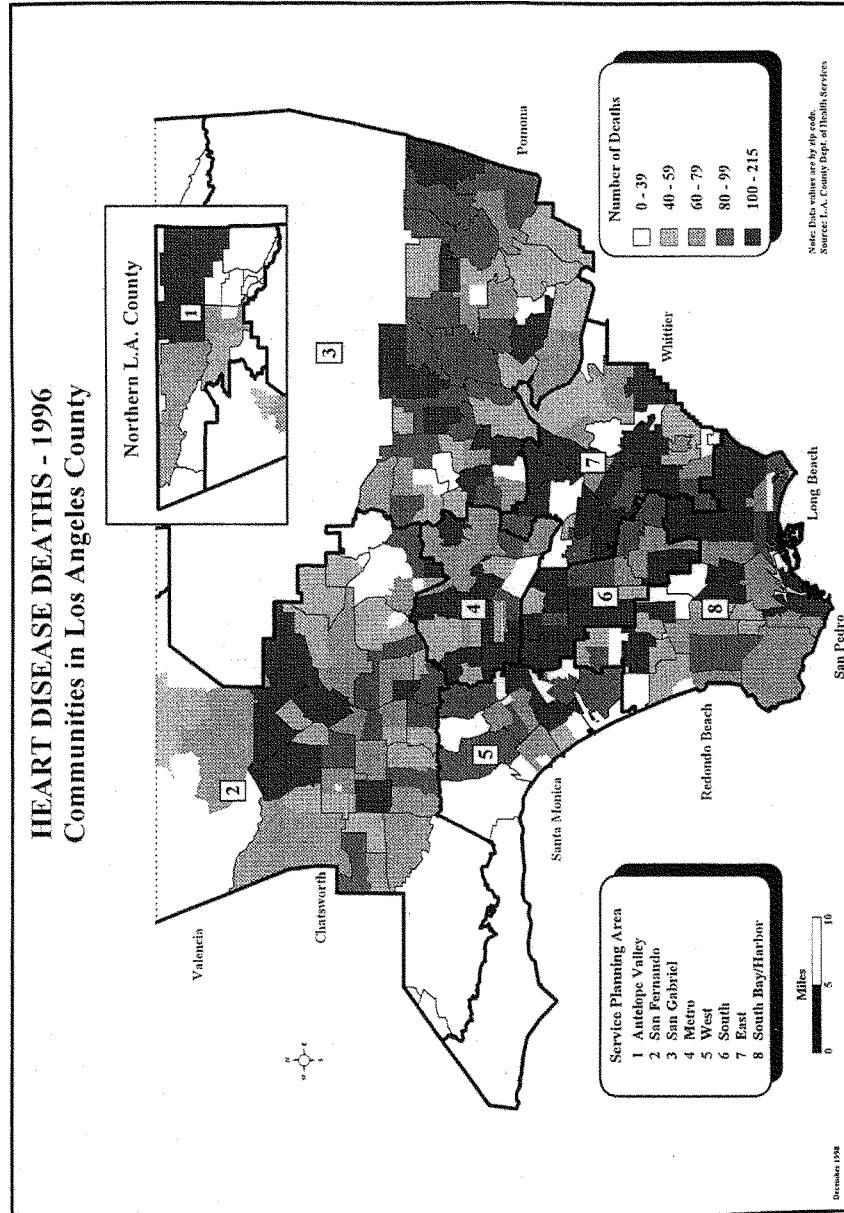 HEART DISEASE DEATHS - 1996
Communities in Los Angeles County
Northern L.A. County
1
2
3
4
5
6
7
8
Valencia
Chatsworth
Santa Monica
Redondo Beach
San Pedro
Long Beach
Whittier
Pomona
N
W
E
S
Service Planning Area
1 Antelope Valley
2 San Fernando
3 San Gabriel
4 Metro
5 West
6 South
7 East
8 South Bay/Harbor
Miles
0 5 10
Number of Deaths
0 - 39
40 - 59
60 - 79
80 - 99
100 - 215
Note: Data values are by zip code.
Source: L.A. County Dept. of Health Services
December 1998